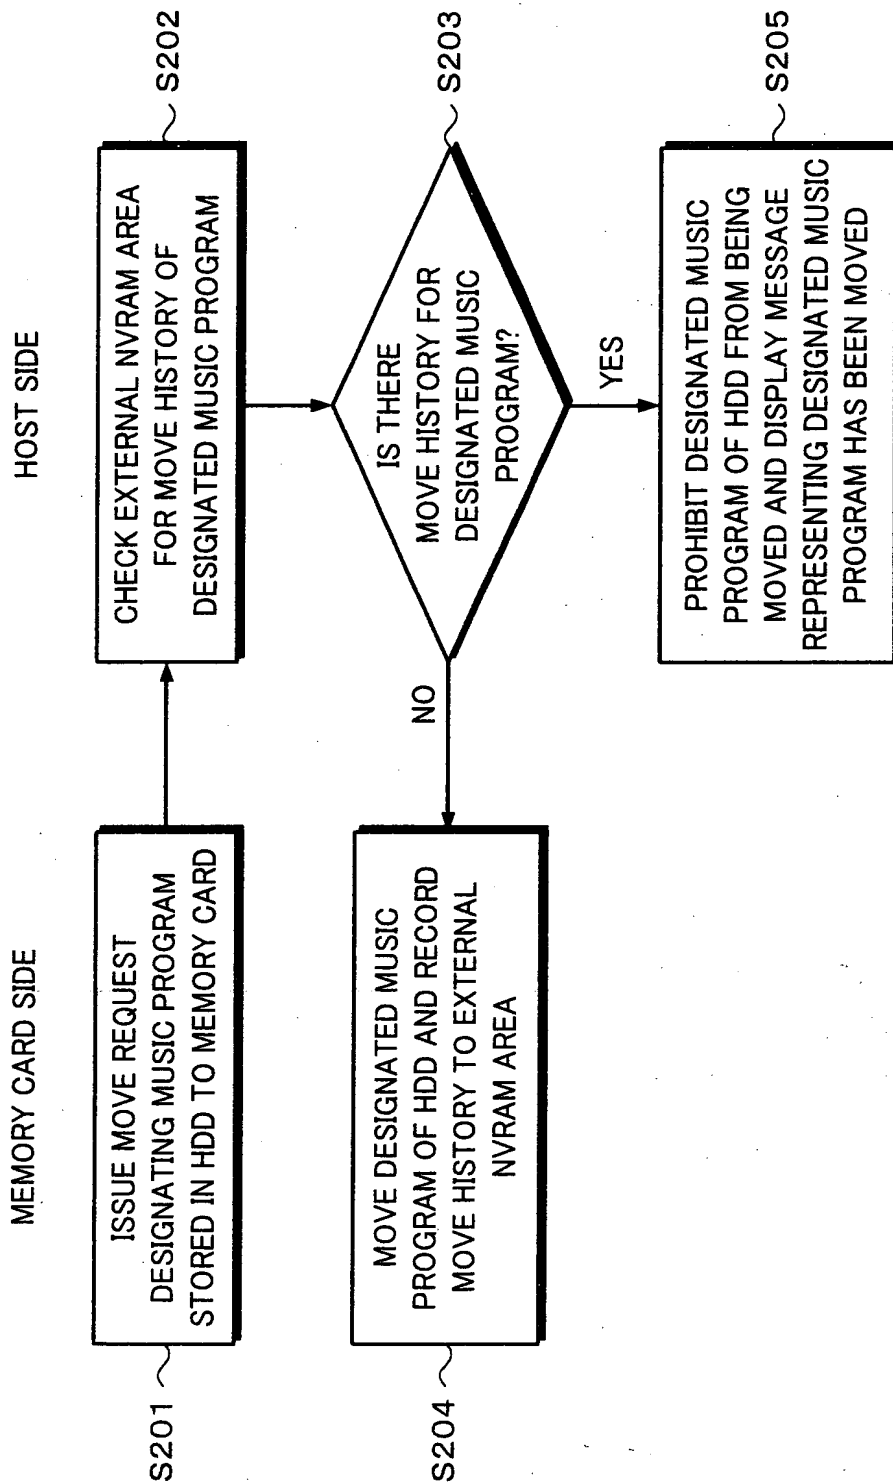 MEMORY CARD SIDE
HOST SIDE
S201
ISSUE MOVE REQUEST
DESIGNATING MUSIC PROGRAM
STORED IN HDD TO MEMORY CARD
CHECK EXTERNAL NVRAM AREA
FOR MOVE HISTORY OF
DESIGNATED MUSIC PROGRAM
S202
IS THERE
MOVE HISTORY FOR
DESIGNATED MUSIC
PROGRAM?
S203
NO
YES
S204
MOVE DESIGNATED MUSIC
PROGRAM OF HDD AND RECORD
MOVE HISTORY TO EXTERNAL
NVRAM AREA
PROHIBIT DESIGNATED MUSIC
PROGRAM OF HDD FROM BEING
MOVED AND DISPLAY MESSAGE
REPRESENTING DESIGNATED MUSIC
PROGRAM HAS BEEN MOVED
S205